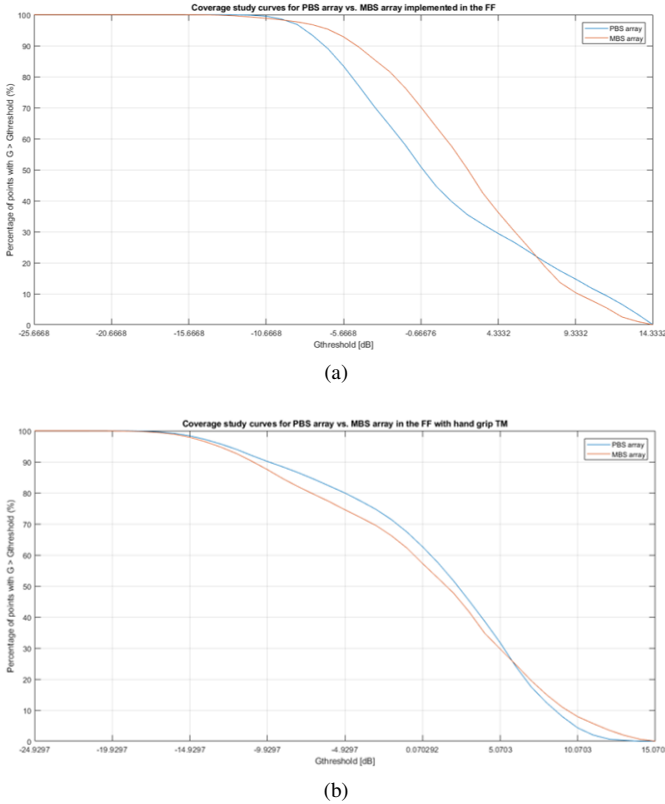 Coverage study curves for PBS array vs. MBS array implemented in the FF
PBS array
MBS array
Percentage of points with G > Gthreshold (%)
100
90
80
70
60
50
40
30
20
10
0
-25.6668 -20.6668 -15.6668 -10.6668 -5.6668 -0.66676 4.3332 9.3332 14.3332
Gthreshold [dB]
(a)
Coverage study curves for PBS array vs. MBS array in the FF with hand grip TM
PBS array
MBS array
Percentage of points with G > Gthreshold (%)
100
90
80
70
60
50
40
30
20
10
0
-24.9297 -19.9297 -14.9297 -9.9297 -4.9297 0.070292 5.0703 10.0703 15.070
Gthreshold [dB]
(b)